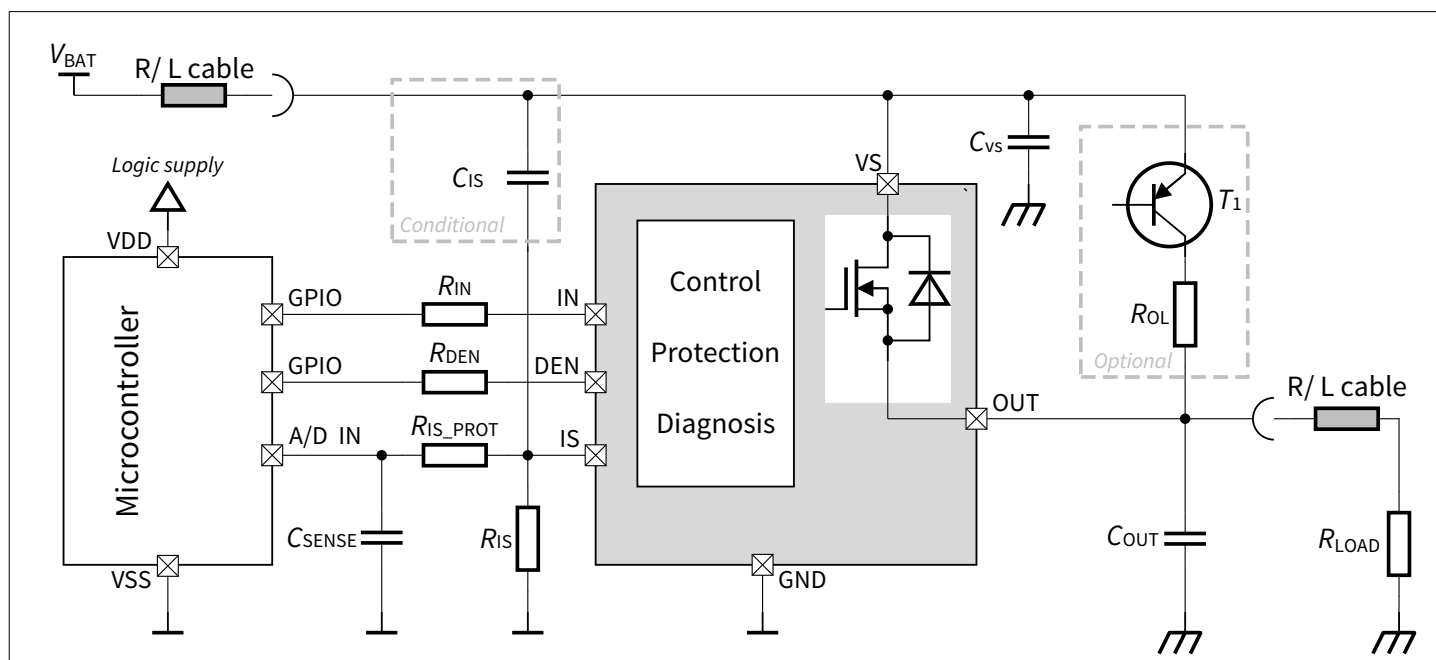 VBAT
R/ L cable
Logic supply
CIS
Conditional
VS
Cvs
T1
VDD
Microcontroller
GPIO
RIN
IN
Control
Protection
Diagnosis
ROL
Optional
GPIO
RDEN
DEN
OUT
R/ L cable
A/D IN
RIS_PROT
IS
CSENSE
RIS
COUT
RLOAD
VSS
GND